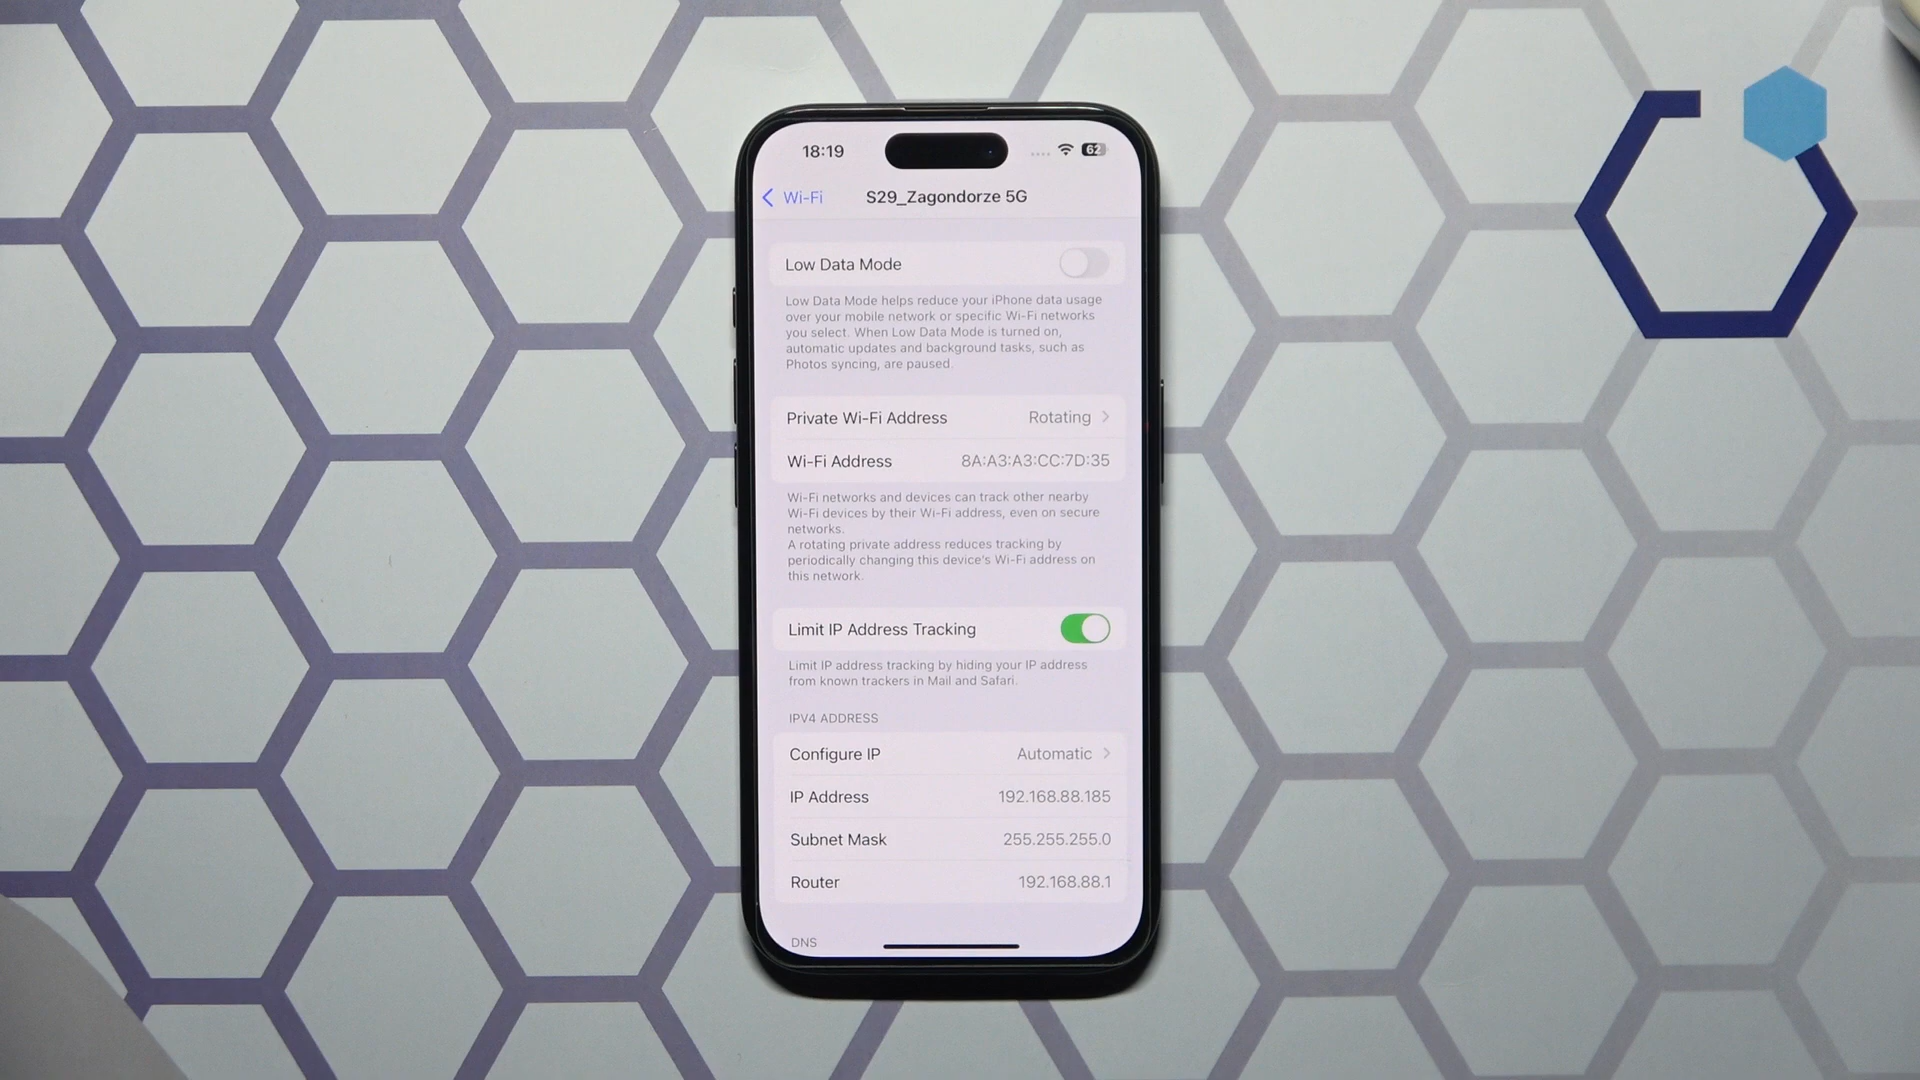 18:19
62
Wi-Fi
S29_Zagondorze 5G
Low Data Mode
Low Data Mode helps reduce your iPhone data usage
over your mobile network or specific Wi-Fi networks
you select. When Low Data Mode is turned on,
automatic updates and background tasks, such as
Photos syncing, are paused.
Private Wi-Fi Address Rotating
Wi-Fi Address 8A:A3:A3:CC:7D:35
Wi-Fi networks and devices can track other nearby
Wi-Fi devices by their Wi-Fi address, even on secure
networks.
A rotating private address reduces tracking by
periodically changing this device's Wi-Fi address on
this network.
Limit IP Address Tracking
Limit IP address tracking by hiding your IP address
from known trackers in Mail and Safari.
IPV4 ADDRESS
Configure IP Automatic
IP Address 192.168.88.185
Subnet Mask 255.255.255.0
Router 192.168.88.1
DNS